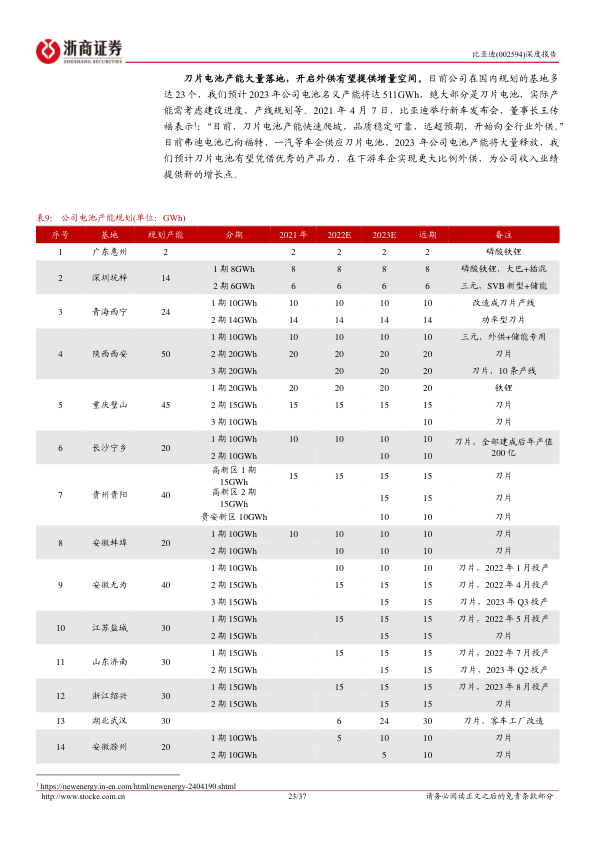 浙商证券
ZHESHANG SECURITIES
比亚迪(002594)深度报告
刀片电池产能大量落地，开启外供有望提供增量空间。目前公司在国内规划的基地多
达 23 个，我们预计 2023 年公司电池名义产能将达 511GWh，绝大部分是刀片电池，实际产
能需考虑建设进度、产线规划等。2021 年 4 月 7 日，比亚迪举行新车发布会，董事长王传
福表示1：“目前，刀片电池产能快速爬坡，品质稳定可靠，远超预期，开始向全行业外供。”
目前弗迪电池已向福特，一汽等车企供应刀片电池，2023 年公司电池产能将大量释放，我
们预计刀片电池有望凭借优秀的产品力，在下游车企实现更大比例外供，为公司收入业绩
提供新的增长点。
表9： 公司电池产能规划(单位：GWh)
序号 基地 规划产能 分期 2021 年 2022E 2023E 远期 备注
1 广东惠州 2 2 2 2 2 磷酸铁锂
2 深圳坑梓 14 1 期 8GWh 8 8 8 8 磷酸铁锂，大巴+插混
2 期 6GWh 6 6 6 6 三元，SVB 新型+储能
3 青海西宁 24 1 期 10GWh 10 10 10 10 改造成刀片产线
2 期 14GWh 14 14 14 14 功率型刀片
4 陕西西安 50 1 期 10GWh 10 10 10 10 三元，外供+储能专用
2 期 20GWh 20 20 20 20 刀片
3 期 20GWh 20 20 20 刀片，10 条产线
5 重庆璧山 45 1 期 20GWh 20 20 20 20 铁锂
2 期 15GWh 15 15 15 15 刀片
3 期 10GWh 10 刀片
6 长沙宁乡 20 1 期 10GWh 10 10 10 10 刀片，全部建成后年产值
200 亿
2 期 10GWh 10 10
7 贵州贵阳 40 高新区 1 期
15GWh 15 15 15 15 刀片
高新区 2 期
15GWh 15 15 刀片
贵安新区 10GWh 10 10 刀片
8 安徽蚌埠 20 1 期 10GWh 10 10 10 10 刀片
2 期 10GWh 10 10 10 刀片
9 安徽无为 40 1 期 10GWh 10 10 10 刀片，2022 年 1 月投产
2 期 15GWh 15 15 15 刀片，2022 年 4 月投产
3 期 15GWh 15 15 刀片，2023 年 Q3 投产
10 江苏盐城 30 1 期 15GWh 15 15 15 刀片，2022 年 5 月投产
2 期 15GWh 15 15 刀片
11 山东济南 30 1 期 15GWh 15 15 15 刀片，2022 年 7 月投产
2 期 15GWh 15 15 刀片，2023 年 Q2 投产
12 浙江绍兴 30 1 期 15GWh 15 15 15 刀片，2023 年 8 月投产
2 期 15GWh 15 15 刀片
13 湖北武汉 30 6 24 30 刀片，客车工厂改造
14 安徽滁州 20 1 期 10GWh 5 10 10 刀片
2 期 10GWh 5 10 刀片
1 https://newenergy.in-en.com/html/newenergy-2404190.shtml
http://www.stocke.com.cn 23/37 请务必阅读正文之后的免责条款部分